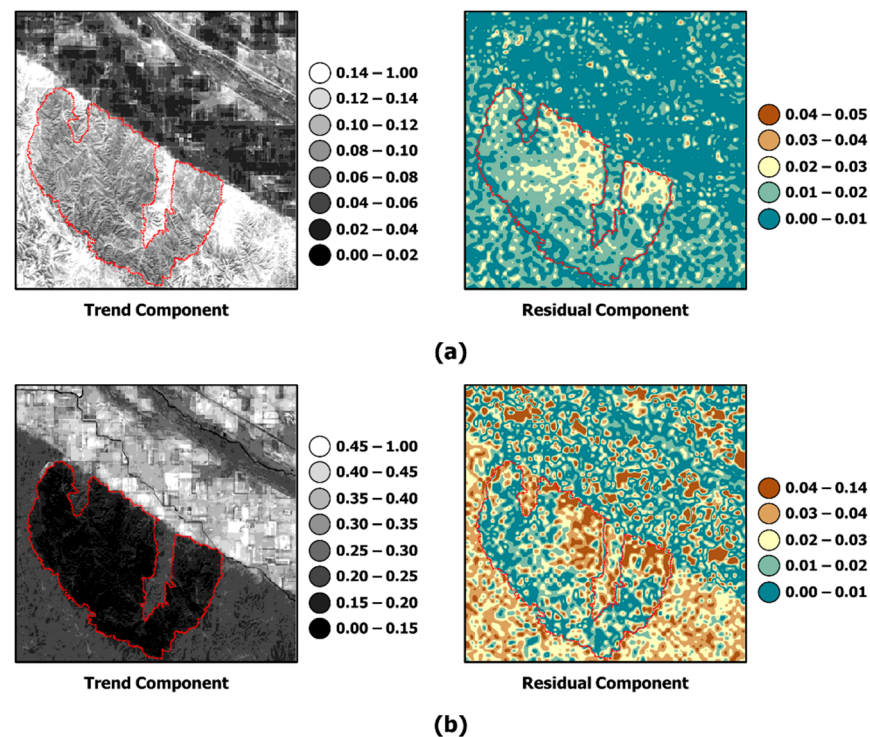 0.14 – 1.00
0.12 – 0.14
0.10 – 0.12
0.08 – 0.10
0.06 – 0.08
0.04 – 0.06
0.02 – 0.04
0.00 – 0.02
Trend Component
0.04 – 0.05
0.03 – 0.04
0.02 – 0.03
0.01 – 0.02
0.00 – 0.01
Residual Component
(a)
0.45 – 1.00
0.40 – 0.45
0.35 – 0.40
0.30 – 0.35
0.25 – 0.30
0.20 – 0.25
0.15 – 0.20
0.00 – 0.15
Trend Component
0.04 – 0.14
0.03 – 0.04
0.02 – 0.03
0.01 – 0.02
0.00 – 0.01
Residual Component
(b)